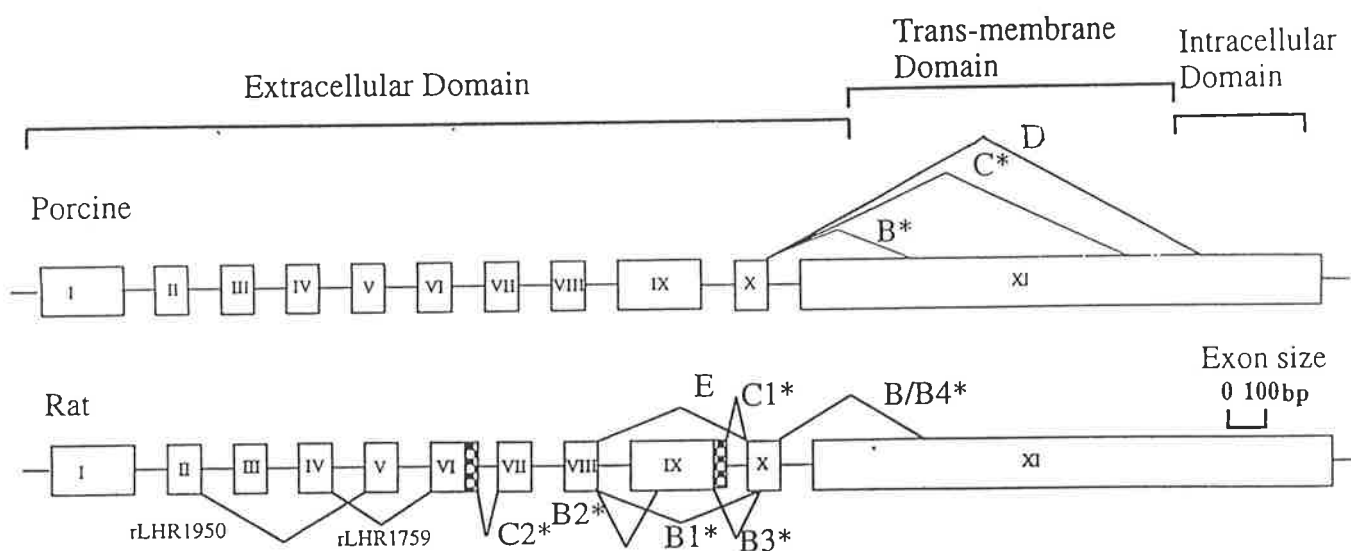 Extracellular Domain
Trans-membrane
Domain
Intracellular
Domain
Porcine
D
C*
B*
I II III IV V VI VII VIII IX X XI
Rat
E
C1*
B/B4*
Exon size
0 100bp
I II III IV V VI VII VIII IX X XI
rLHR1950
rLHR1759
C2*
B2*
B1*
B3*